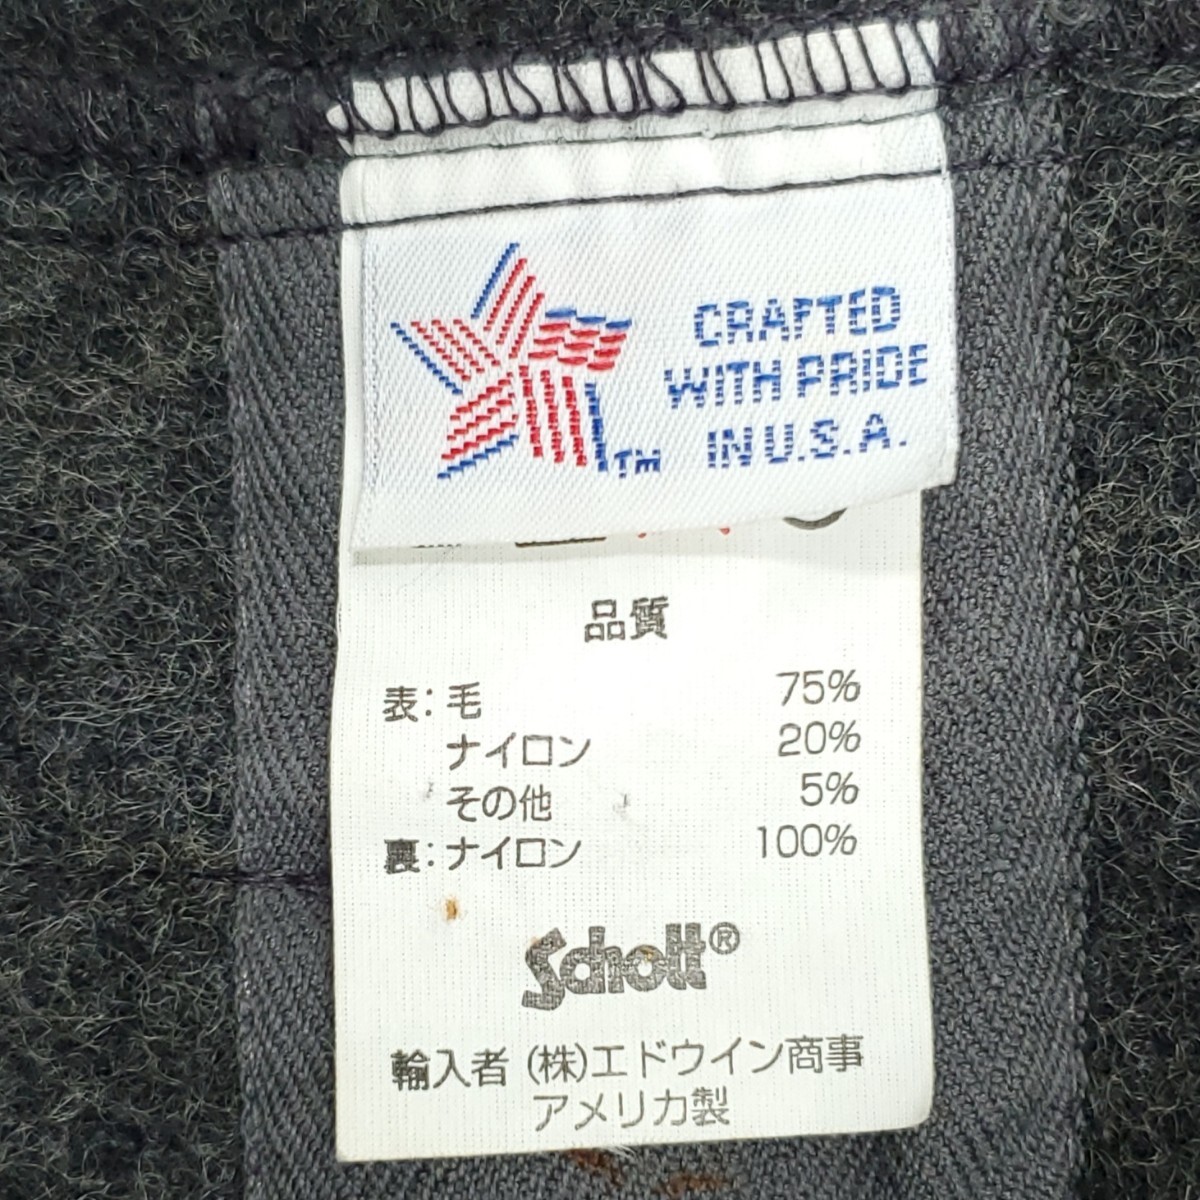 CRAFTED
WITH PRIDE
IN U.S.A.
TM
品質
表:毛 75%
ナイロン 20%
その他 5%
裏:ナイロン 100%
Schott®
輸入者 (株)エドウイン商事
アメリカ製